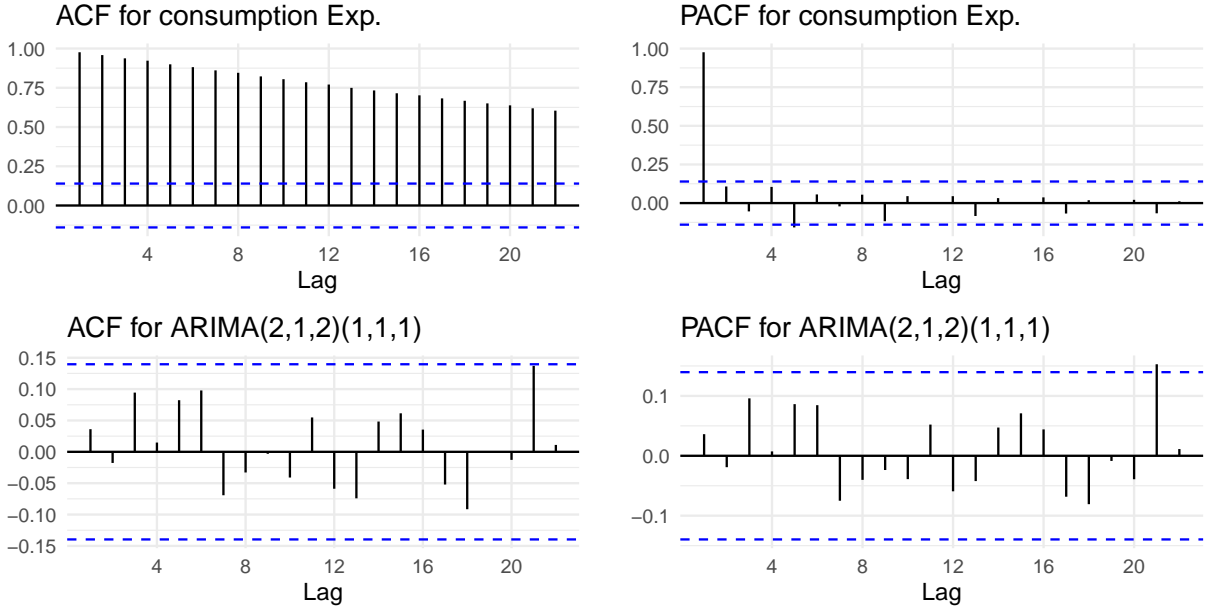 ACF for consumption Exp.
1.00
0.75
0.50
0.25
0.00
4 8 12 16 20
Lag
PACF for consumption Exp.
1.00
0.75
0.50
0.25
0.00
4 8 12 16 20
Lag
ACF for ARIMA(2,1,2)(1,1,1)
0.15
0.10
0.05
0.00
−0.05
−0.10
−0.15
4 8 12 16 20
Lag
PACF for ARIMA(2,1,2)(1,1,1)
0.1
0.0
−0.1
4 8 12 16 20
Lag